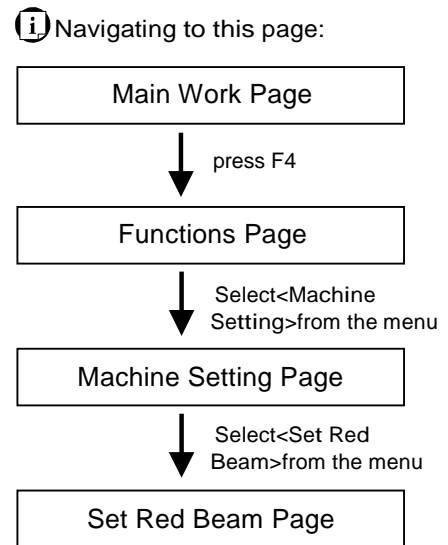 i Navigating to this page:
Main Work Page
press F4
Functions Page
Select<Machine
Setting>from the menu
Machine Setting Page
Select<Set Red
Beam>from the menu
Set Red Beam Page